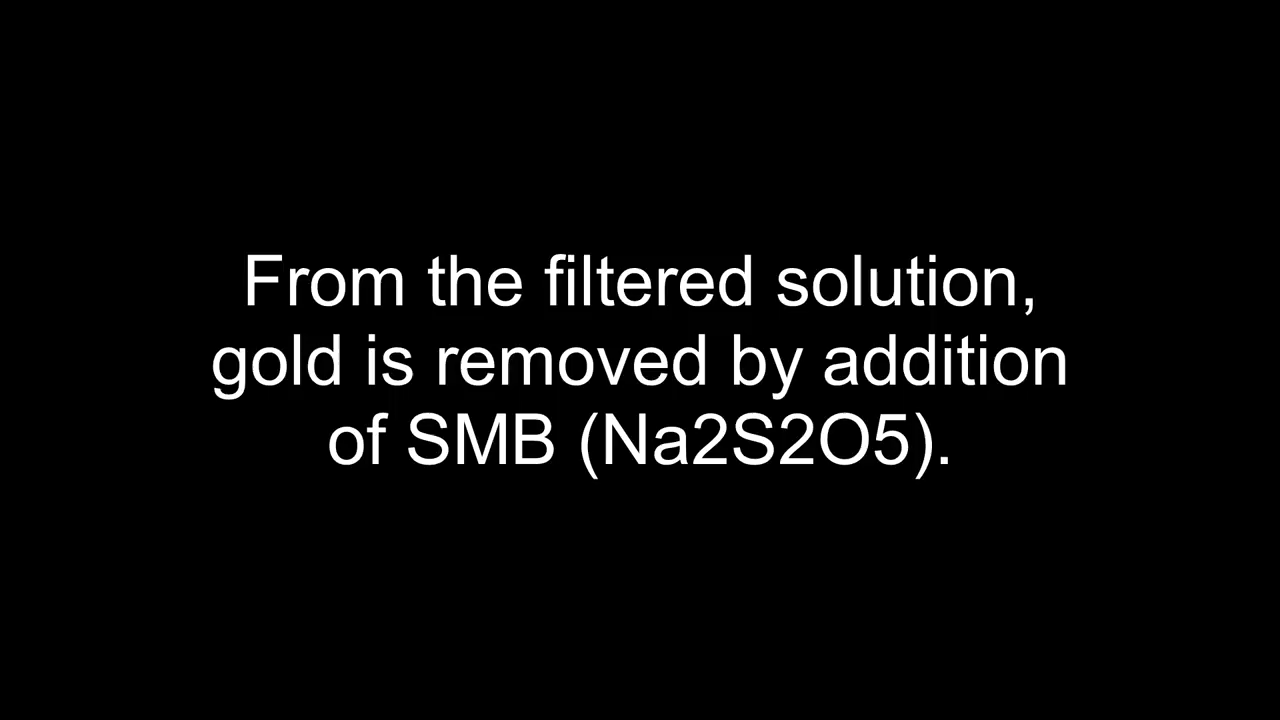 From the filtered solution,
gold is removed by addition
of SMB (Na2S2O5).